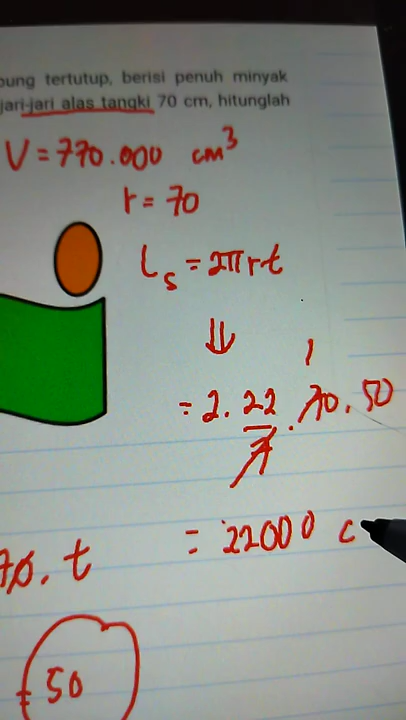 tertutup, berisi penuh minyak
jari-jari alas tangki 70 cm, hitunglah
V = 770.000 cm³
r = 70
Ls = 2πrt
⇓
1
= 2. 22/7 . 70. 50
= 22000 c
70. t
= 50